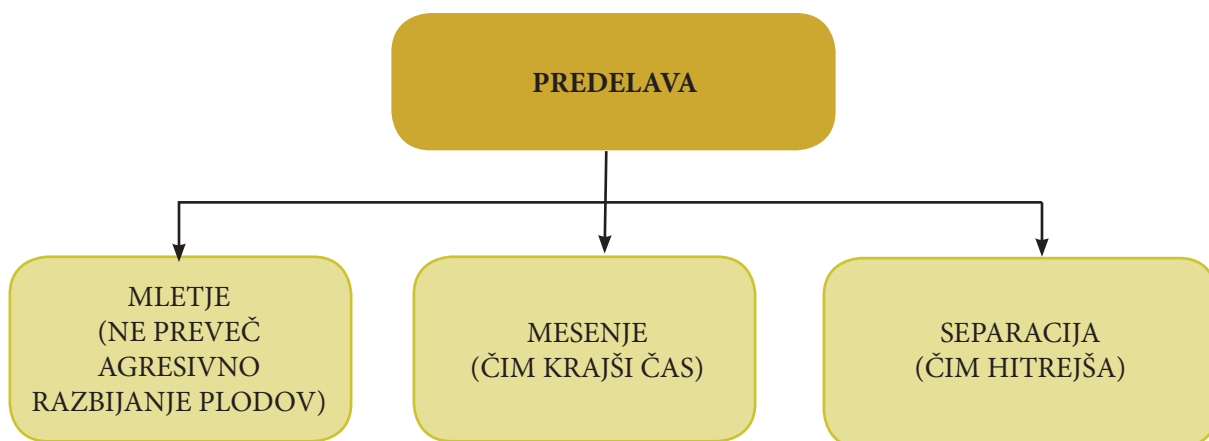 PREDELAVA
MLETJE
(NE PREVEČ
AGRESIVNO
RAZBIJANJE PLODOV)
MESENJE
(ČIM KRAJŠI ČAS)
SEPARACIJA
(ČIM HITREJŠA)